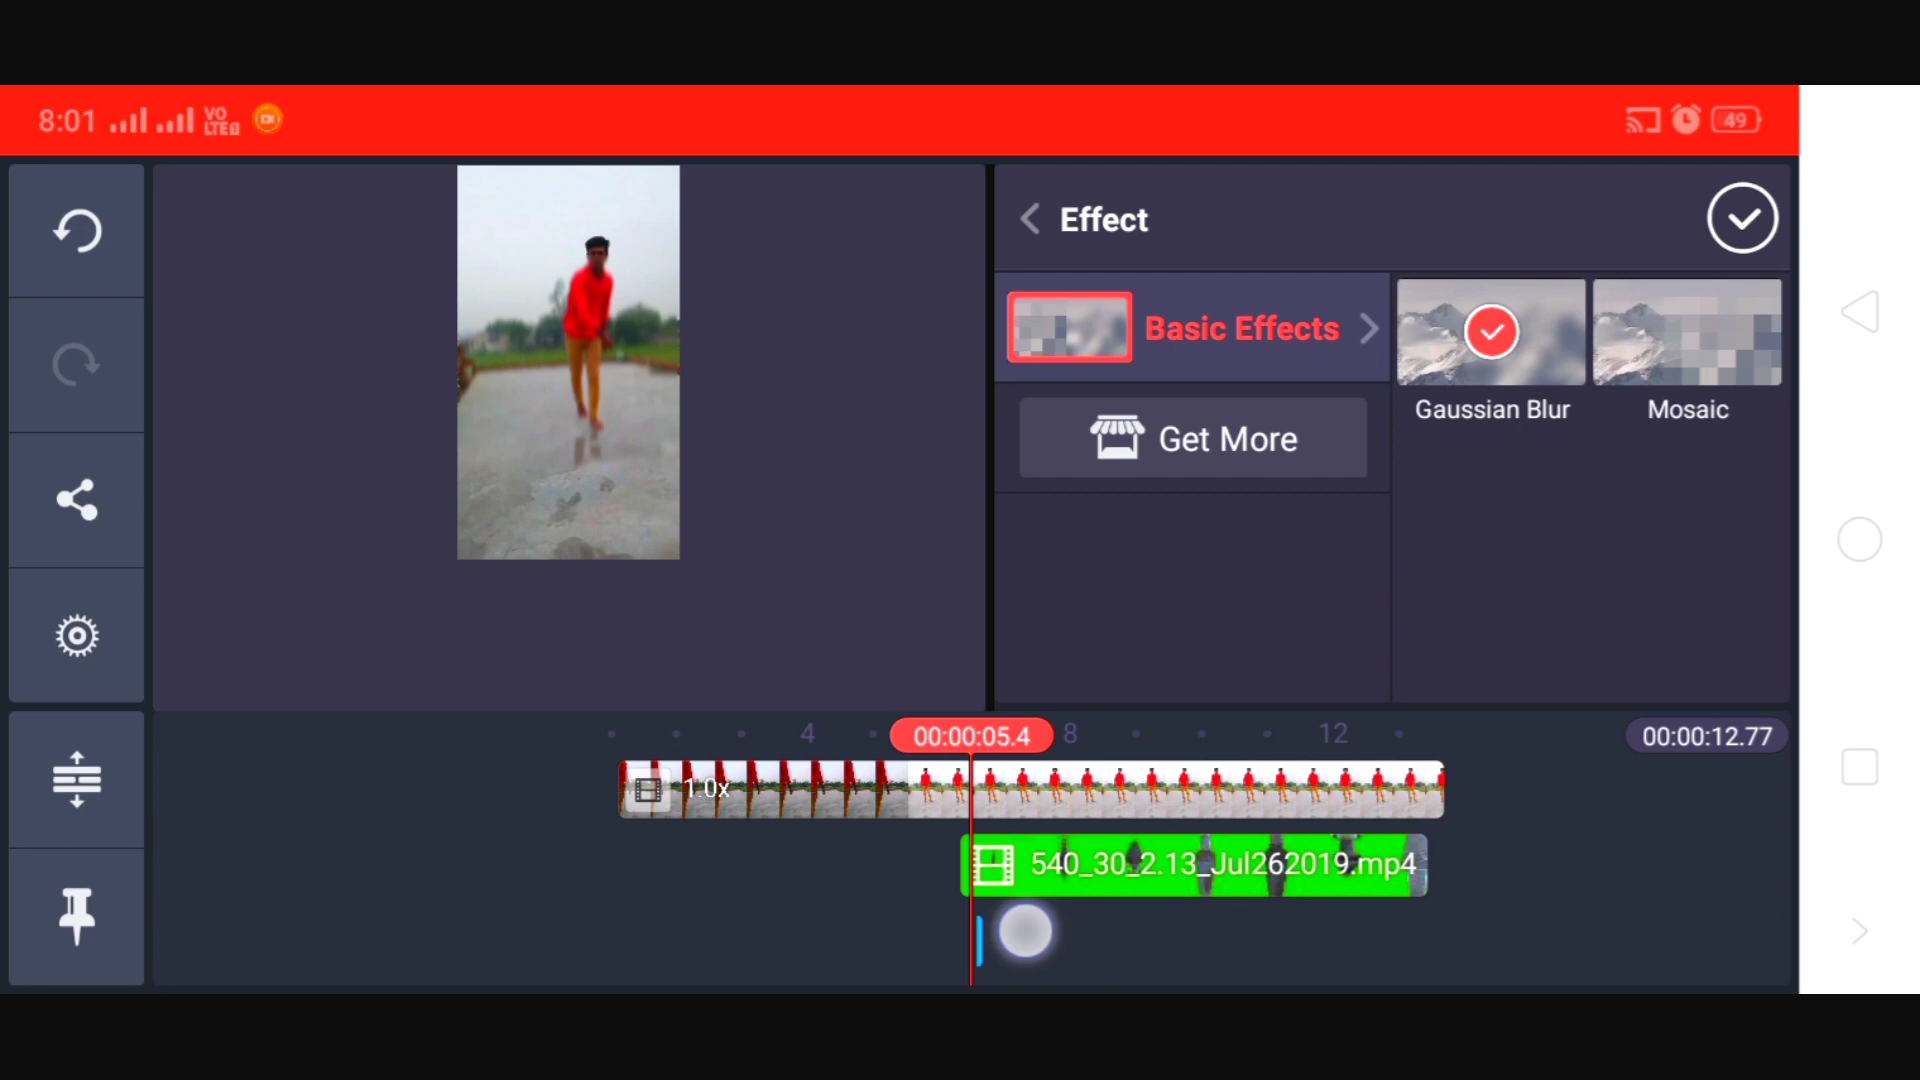 8:01 VO LTE 49
Effect
Basic Effects
Get More
Gaussian Blur Mosaic
4 00:00:05.4 8 12 00:00:12.77
1.0x
540_30_2.13_Jul262019.mp4